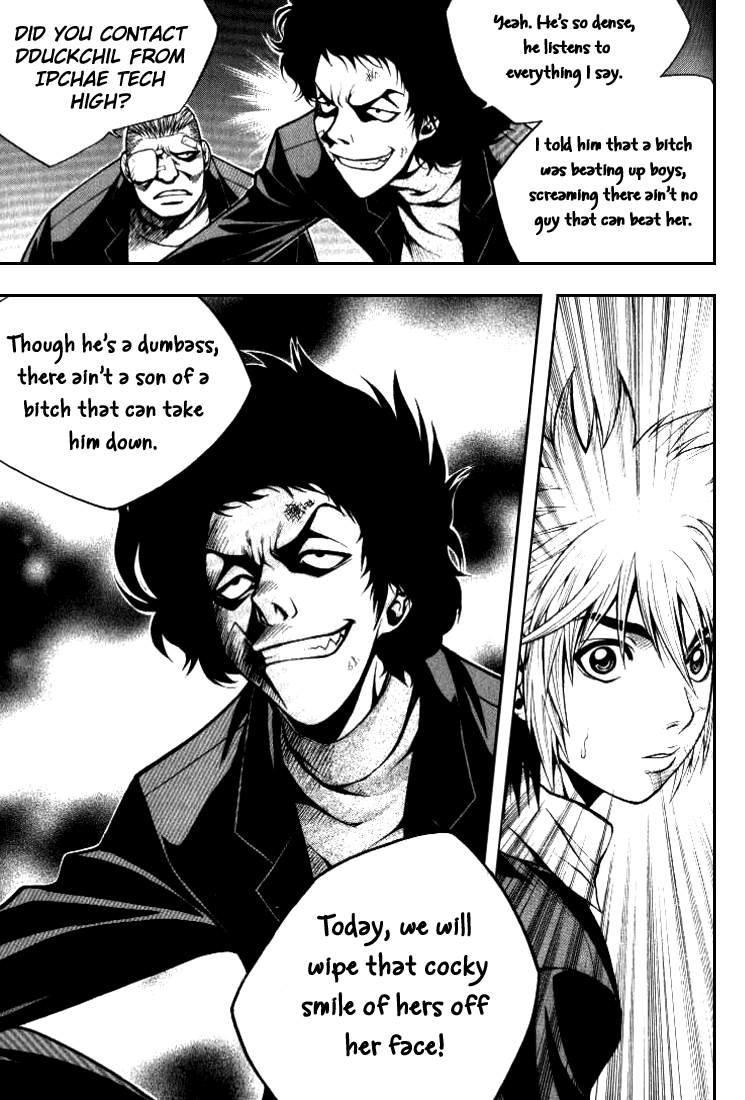 DID YOU CONTACT
DDUCKCHIL FROM
IPCHAE TECH
HIGH?
Yeah. He's so dense,
he listens to
everything I say.
I told him that a bitch
was beating up boys,
screaming there ain't no
guy that can beat her.
Though he's a dumbass,
there ain't a son of a
bitch that can take
him down.
Today, we will
wipe that cocky
smile of hers off
her face!